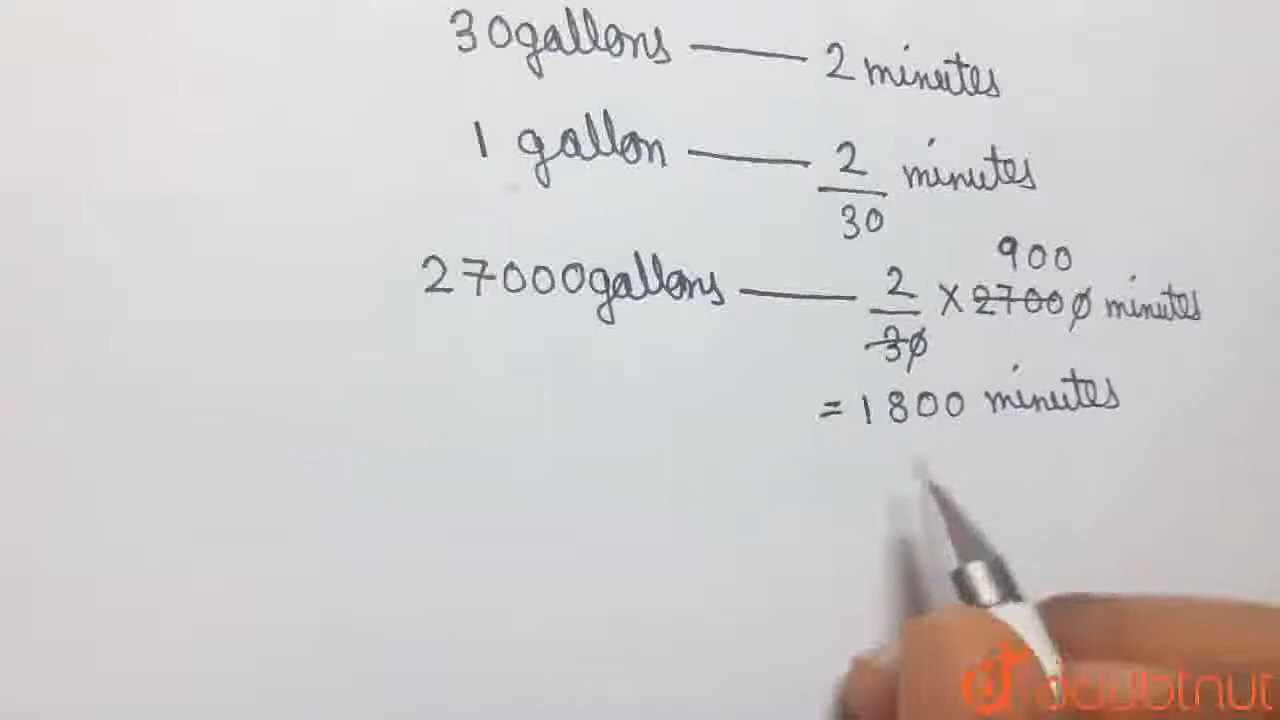 30gallons — 2 minutes
1 gallon — 2/30 minutes
900
27000gallons — 2/30 × 27000 minutes
= 1800 minutes
doubtnut